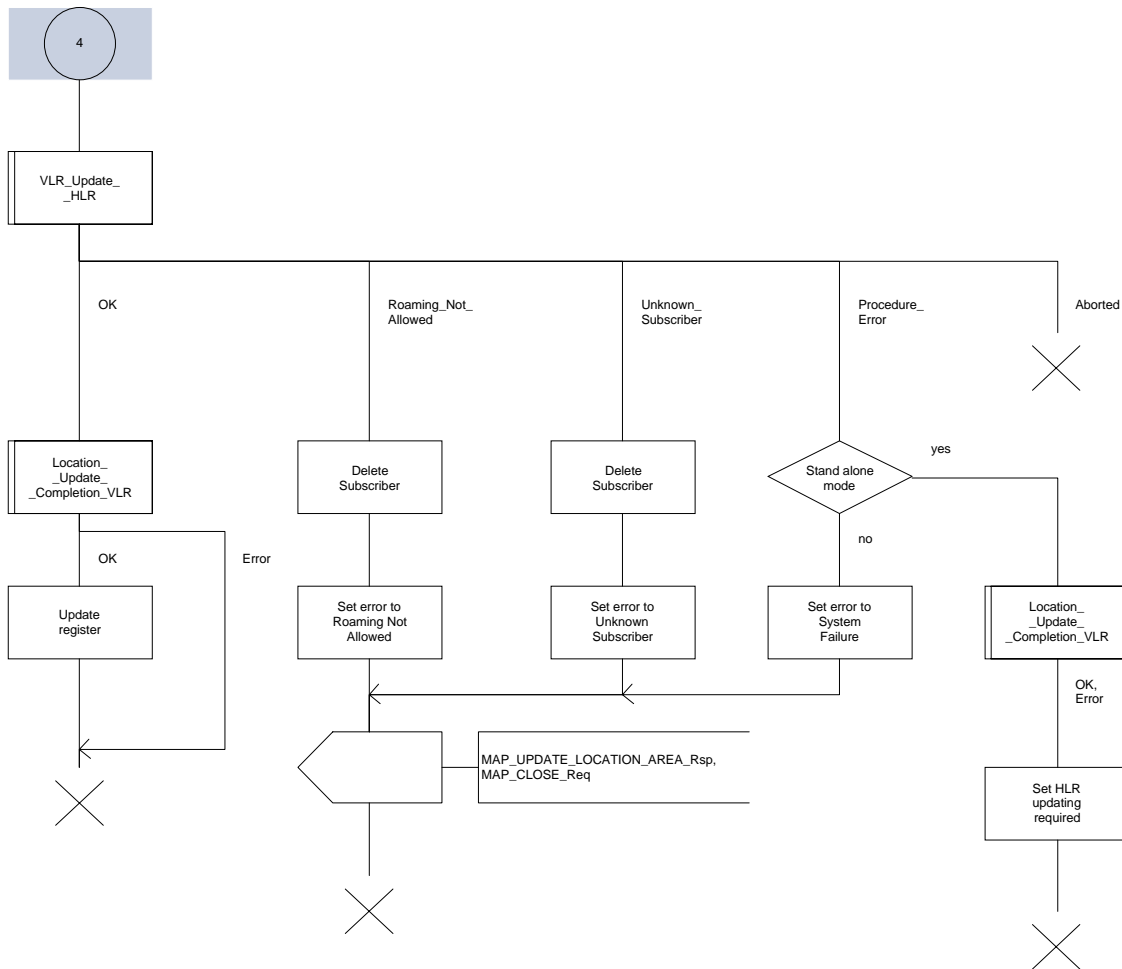 4
VLR_Update_
_HLR
OK
Roaming_Not_
Allowed
Unknown_
Subscriber
Procedure_
Error
Aborted
Location_
_Update_
_Completion_VLR
Delete
Subscriber
Delete
Subscriber
Stand alone
mode
yes
OK
Error
no
Update
register
Set error to
Roaming Not
Allowed
Set error to
Unknown
Subscriber
Set error to
System
Failure
Location_
_Update_
_Completion_VLR
OK,
Error
MAP_UPDATE_LOCATION_AREA_Rsp,
MAP_CLOSE_Req
Set HLR
updating
required